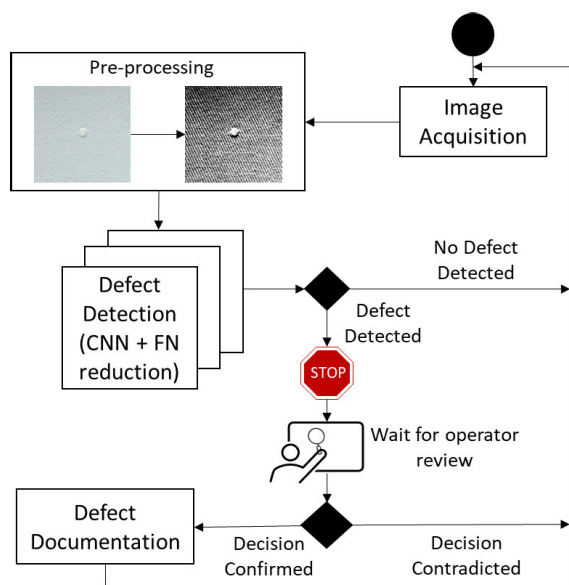 Pre-processing
Image
Acquisition
No Defect
Detected
Defect
Detection
(CNN + FN
reduction)
Defect
Detected
STOP
Wait for operator
review
Defect
Documentation
Decision
Confirmed
Decision
Contradicted